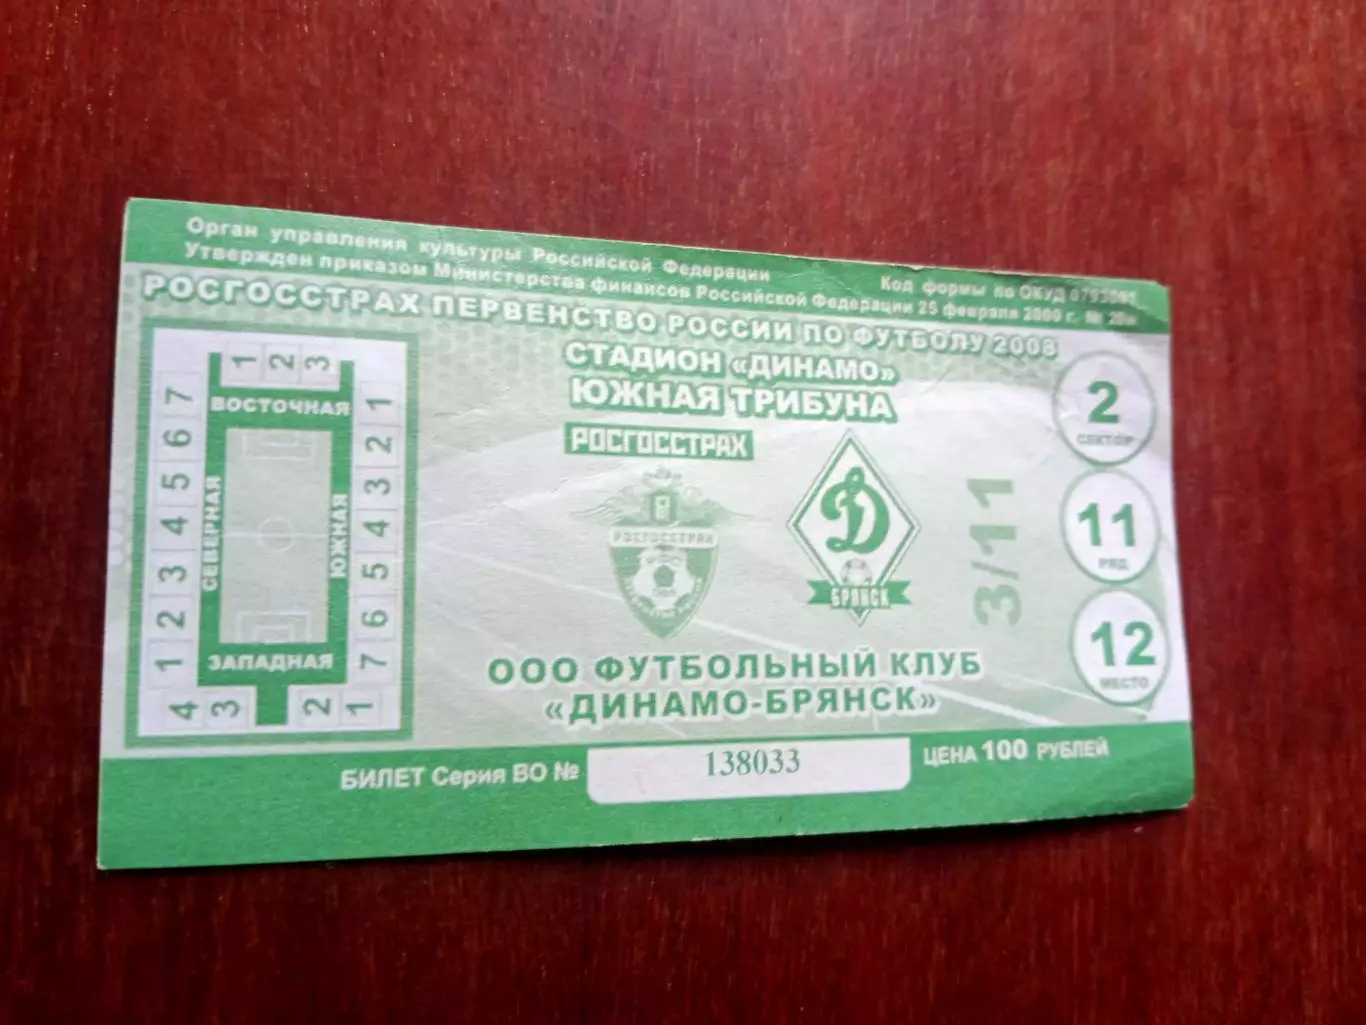 Орган управления культуры Российской Федерации
Утвержден приказом Министерства финансов Российской Федерации 25 февраля 2000 г. №
Код формы по ОКУД
РОСГОССТРАХ ПЕРВЕНСТВО РОССИИ ПО ФУТБОЛУ 2008
СТАДИОН «ДИНАМО»
ЮЖНАЯ ТРИБУНА
РОСГОССТРАХ
РОСГОССТРАХ
Д
БРЯНСК
3/11
2
СЕКТОР
11
РЯД
12
МЕСТО
1 2 3
ВОСТОЧНАЯ
7 6 5 4 3 2 1
СЕВЕРНАЯ
ЮЖНАЯ
1 2 3 4 5 6 7
ЗАПАДНАЯ
4 3 2 1
ООО ФУТБОЛЬНЫЙ КЛУБ
«ДИНАМО-БРЯНСК»
БИЛЕТ Серия ВО № 138033
ЦЕНА 100 РУБЛЕЙ